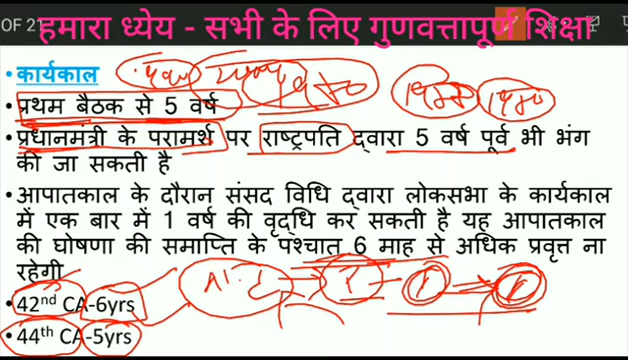 OF 21
हमारा ध्येय - सभी के लिए गुणवत्तापूर्ण शिक्षा
• कार्यकाल
• प्रथम बैठक से 5 वर्ष
• प्रधानमंत्री के परामर्श पर राष्ट्रपति द्वारा 5 वर्ष पूर्व भी भंग
की जा सकती है
• आपातकाल के दौरान संसद विधि द्वारा लोकसभा के कार्यकाल
में एक बार में 1 वर्ष की वृद्धि कर सकती है यह आपातकाल
की घोषणा की समाप्ति के पश्चात 6 माह से अधिक प्रवृत्त ना
रहेगी
• 42nd CA-6yrs
• 44th CA-5yrs